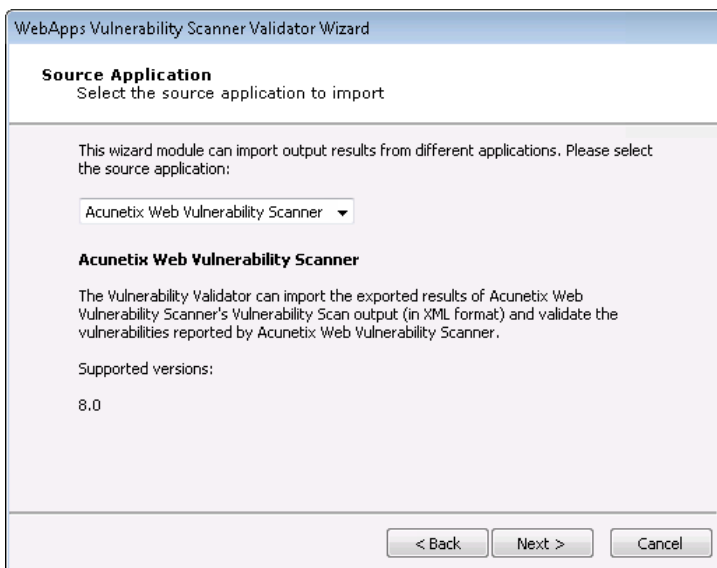 WebApps Vulnerability Scanner Validator Wizard
Source Application
Select the source application to import
This wizard module can import output results from different applications. Please select
the source application:
Acunetix Web Vulnerability Scanner
Acunetix Web Vulnerability Scanner
The Vulnerability Validator can import the exported results of Acunetix Web
Vulnerability Scanner's Vulnerability Scan output (in XML format) and validate the
vulnerabilities reported by Acunetix Web Vulnerability Scanner.
Supported versions:
8.0
< Back Next > Cancel